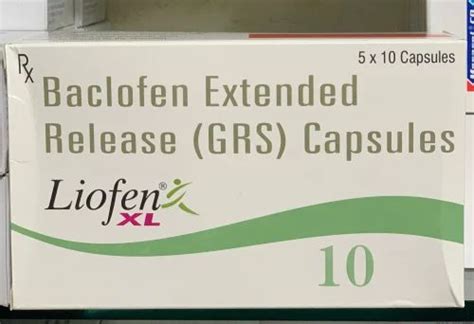 Rx 5 x 10 Capsules
Baclofen Extended
Release (GRS) Capsules
Liofen®
XL
10